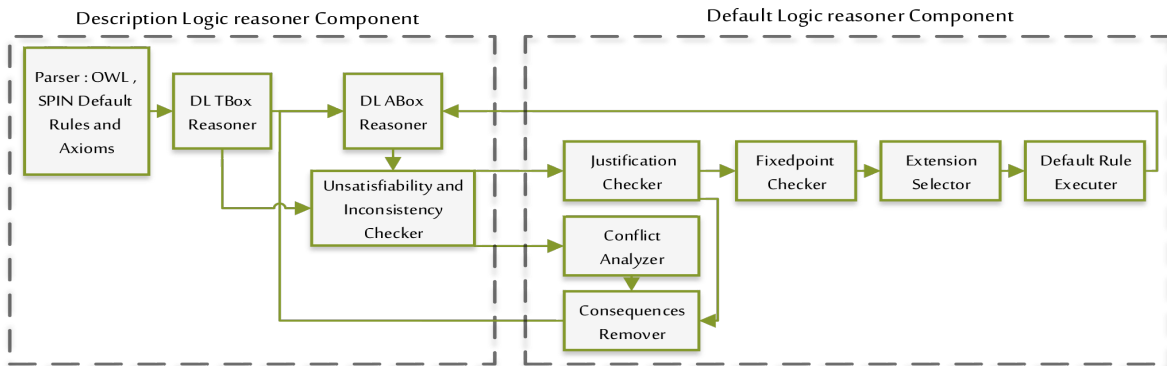 Description Logic reasoner Component
Default Logic reasoner Component
Parser : OWL ,
SPIN Default
Rules and
Axioms
DL TBox
Reasoner
DL ABox
Reasoner
Unsatisfiability and
Inconsistency
Checker
Justification
Checker
Fixedpoint
Checker
Extension
Selector
Default Rule
Executer
Conflict
Analyzer
Consequences
Remover